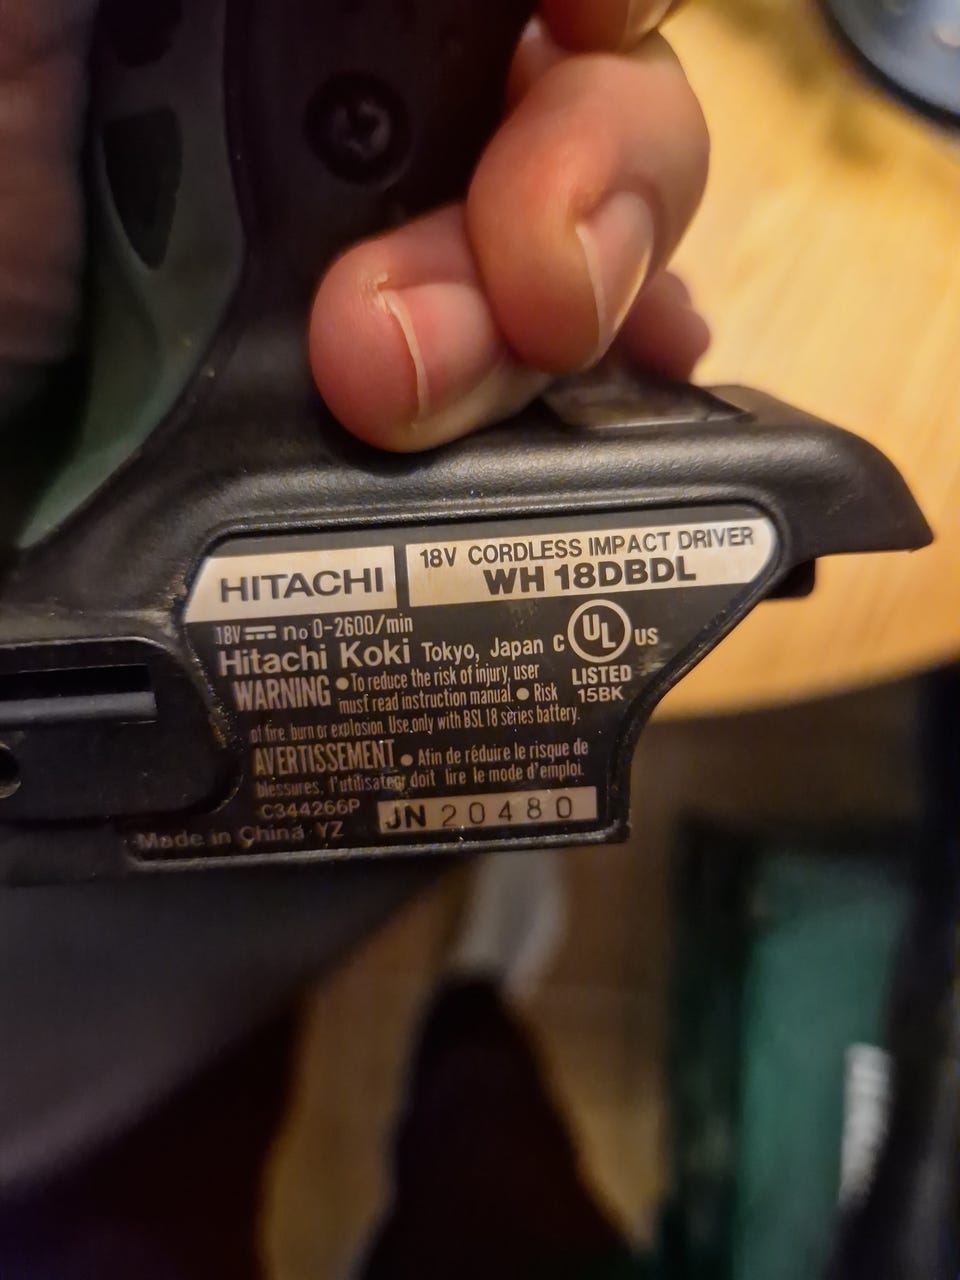 HITACHI
18V CORDLESS IMPACT DRIVER
WH 18DBDL
18V⎓ no 0-2600/min
Hitachi Koki Tokyo, Japan
C UL US
LISTED
15BK
WARNING •To reduce the risk of injury, user
must read instruction manual. • Risk
of fire, burn or explosion. Use only with BSL18 series battery.
AVERTISSEMENT • Afin de réduire le risque de
blessures, l'utilisateur doit lire le mode d'emploi.
C344266P
JN 20480
Made in China YZ